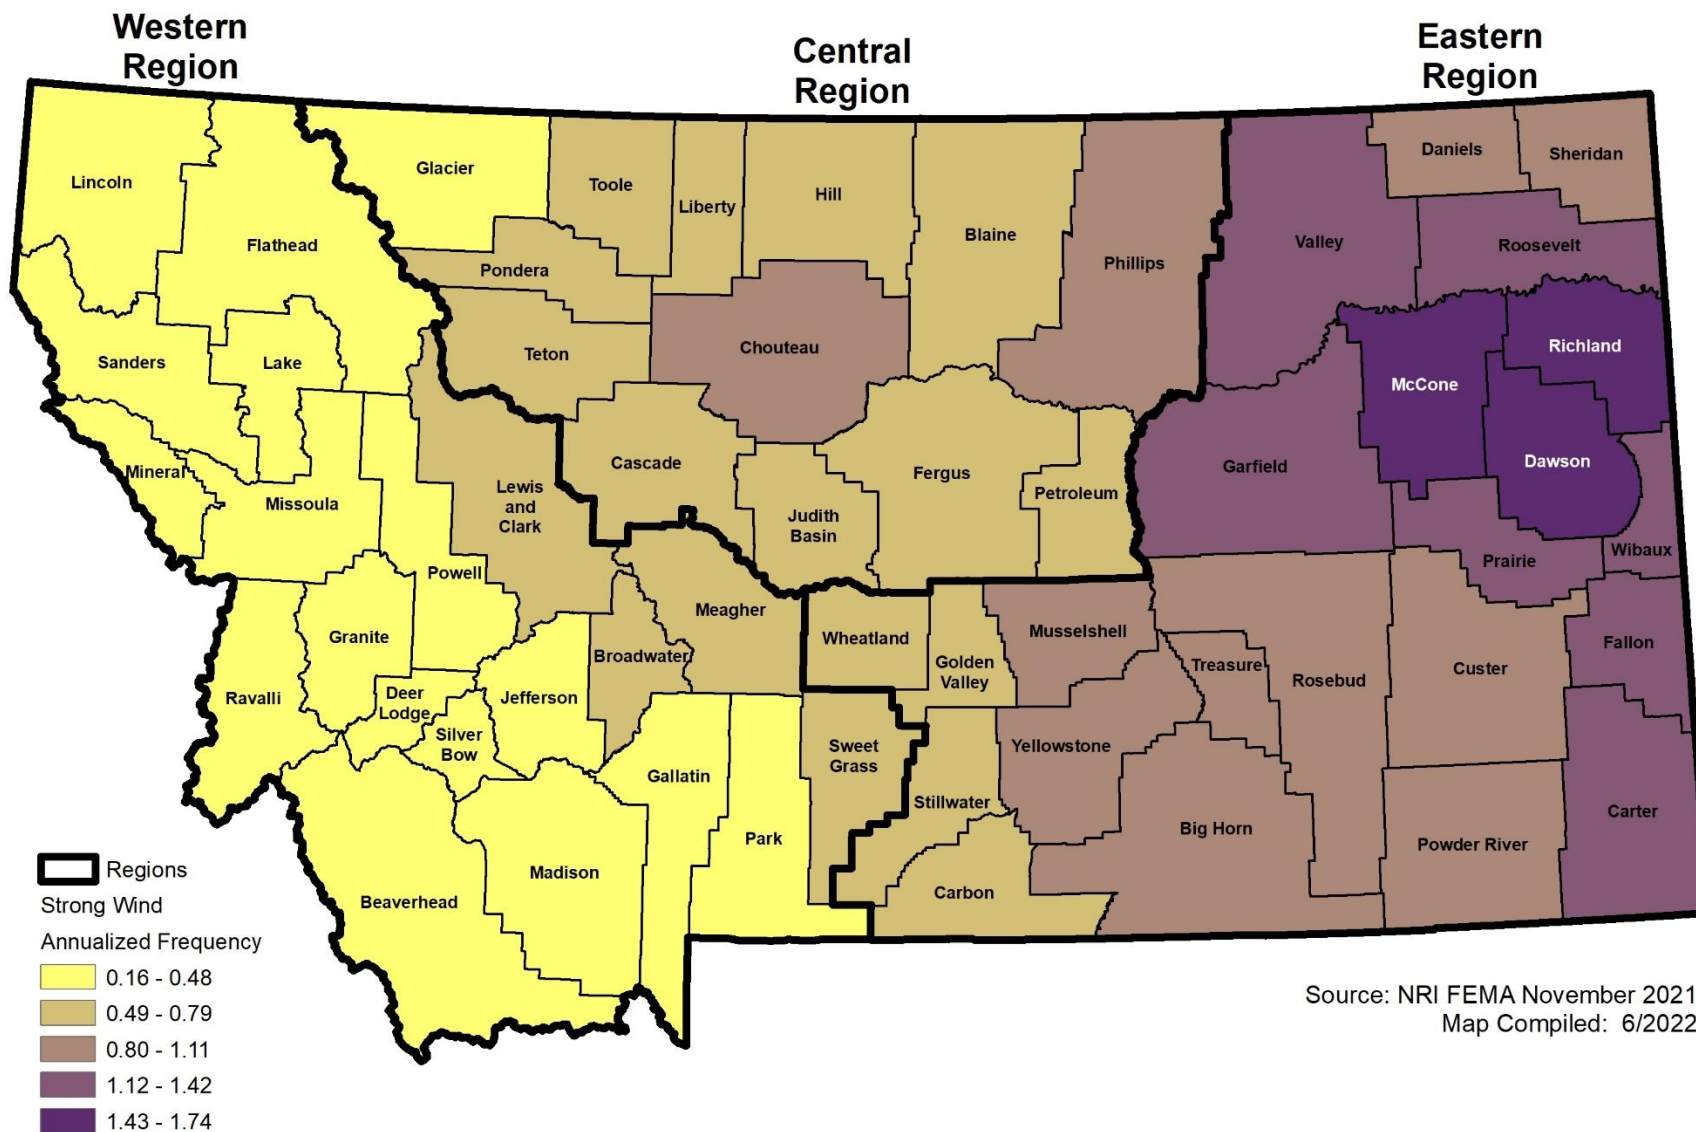 Western
Region
Central
Region
Eastern
Region
Lincoln
Flathead
Glacier
Toole
Liberty
Hill
Blaine
Phillips
Valley
Daniels
Sheridan
Roosevelt
Pondera
Teton
Chouteau
Sanders
Lake
McCone
Richland
Dawson
Garfield
Mineral
Missoula
Lewis
and
Clark
Cascade
Judith
Basin
Fergus
Petroleum
Prairie
Wibaux
Powell
Granite
Meagher
Broadwater
Wheatland
Golden
Valley
Musselshell
Treasure
Rosebud
Custer
Fallon
Ravalli
Deer
Lodge
Silver
Bow
Jefferson
Gallatin
Park
Sweet
Grass
Stillwater
Yellowstone
Big Horn
Powder River
Carter
Carbon
Beaverhead
Madison
Regions
Strong Wind
Annualized Frequency
0.16 - 0.48
0.49 - 0.79
0.80 - 1.11
1.12 - 1.42
1.43 - 1.74
Source: NRI FEMA November 2021
Map Compiled: 6/2022